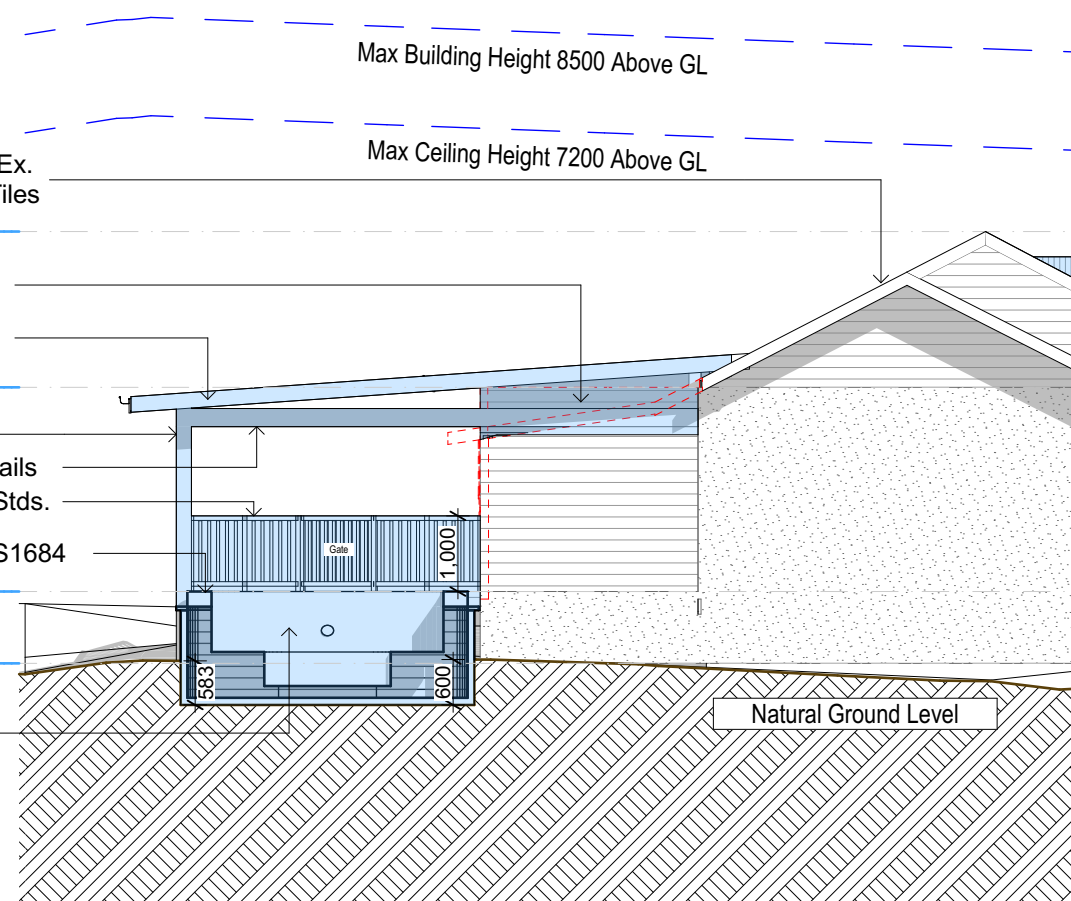 Max Building Height 8500 Above GL
Max Ceiling Height 7200 Above GL
Ex.
Tiles
ails
Stds.
Gate
1,000
S1684
583
600
Natural Ground Level